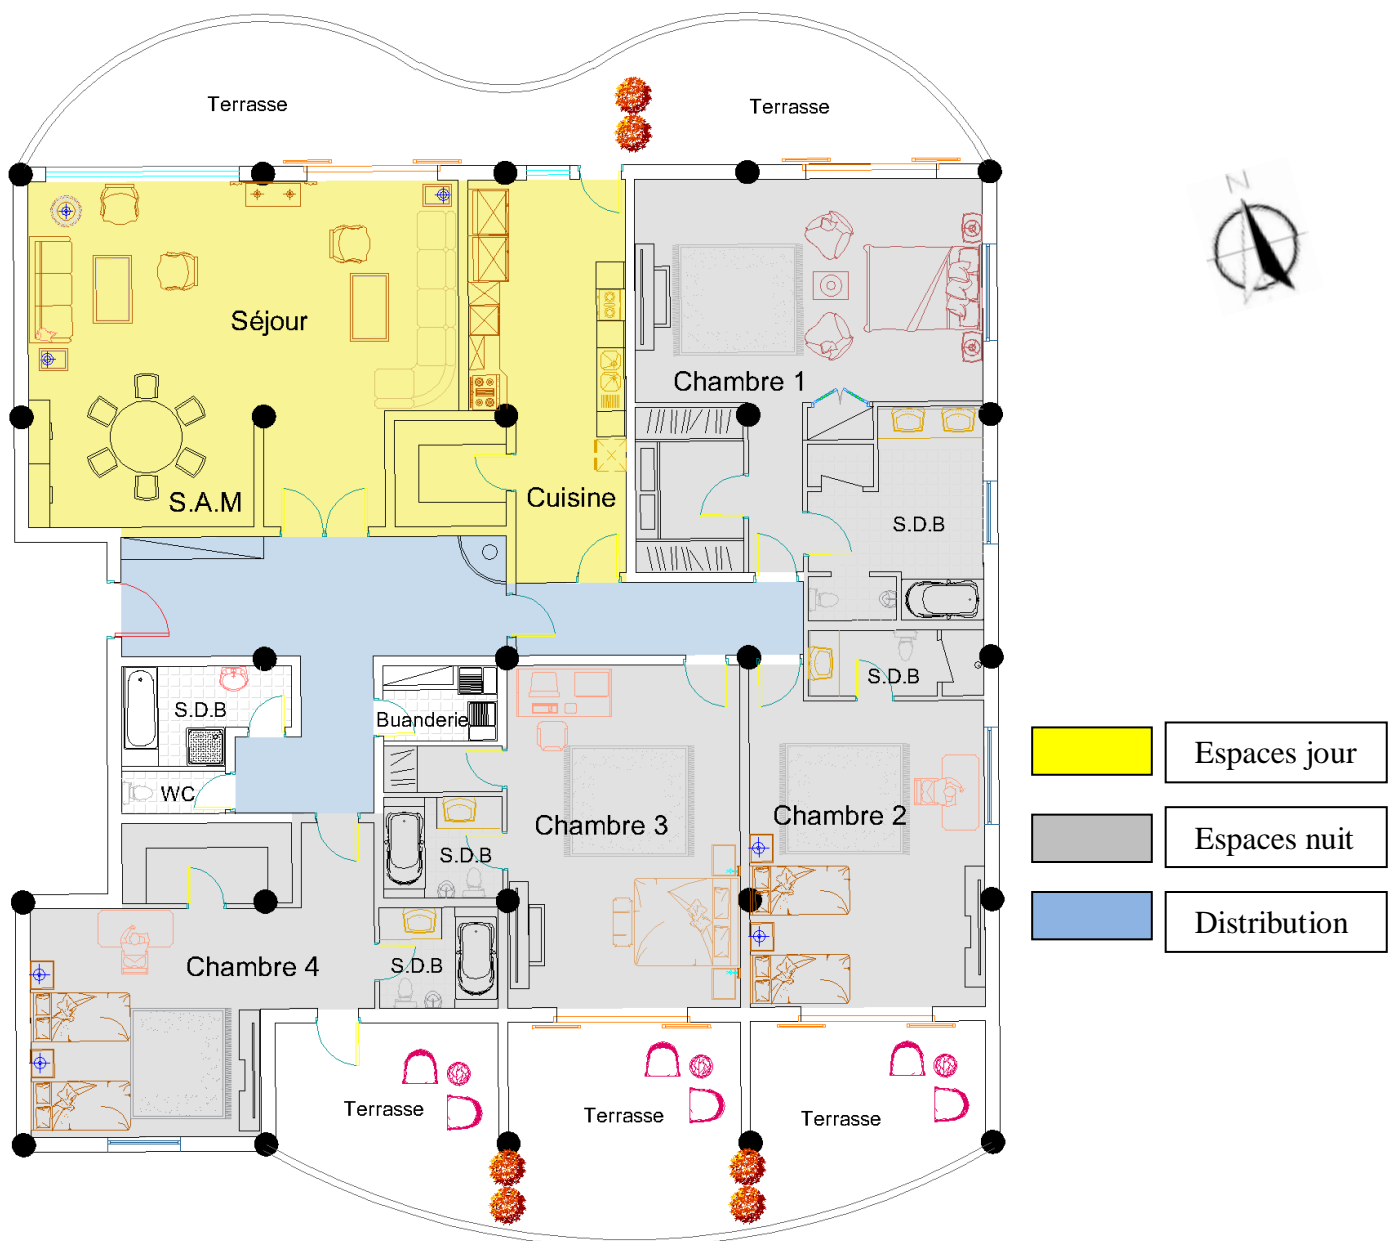 Terrasse
Terrasse
N
Séjour
Chambre 1
S.A.M
Cuisine
S.D.B
S.D.B
S.D.B
Buanderie
WC
Chambre 3
Chambre 2
S.D.B
Chambre 4
S.D.B
Terrasse
Terrasse
Terrasse
Espaces jour
Espaces nuit
Distribution